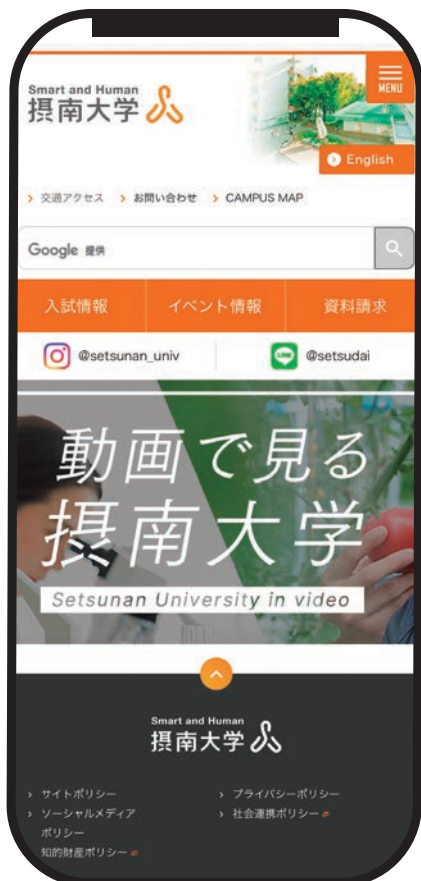 Smart and Human
摂南大学
MENU
English
交通アクセス お問い合わせ CAMPUS MAP
Google 提供
入試情報 イベント情報 資料請求
@setsunan_univ LINE @setsudai
動画で見る
摂南大学
Setsunan University in video
Smart and Human
摂南大学
サイトポリシー プライバシーポリシー
ソーシャルメディア 社会連携ポリシー
ポリシー
知的財産ポリシー